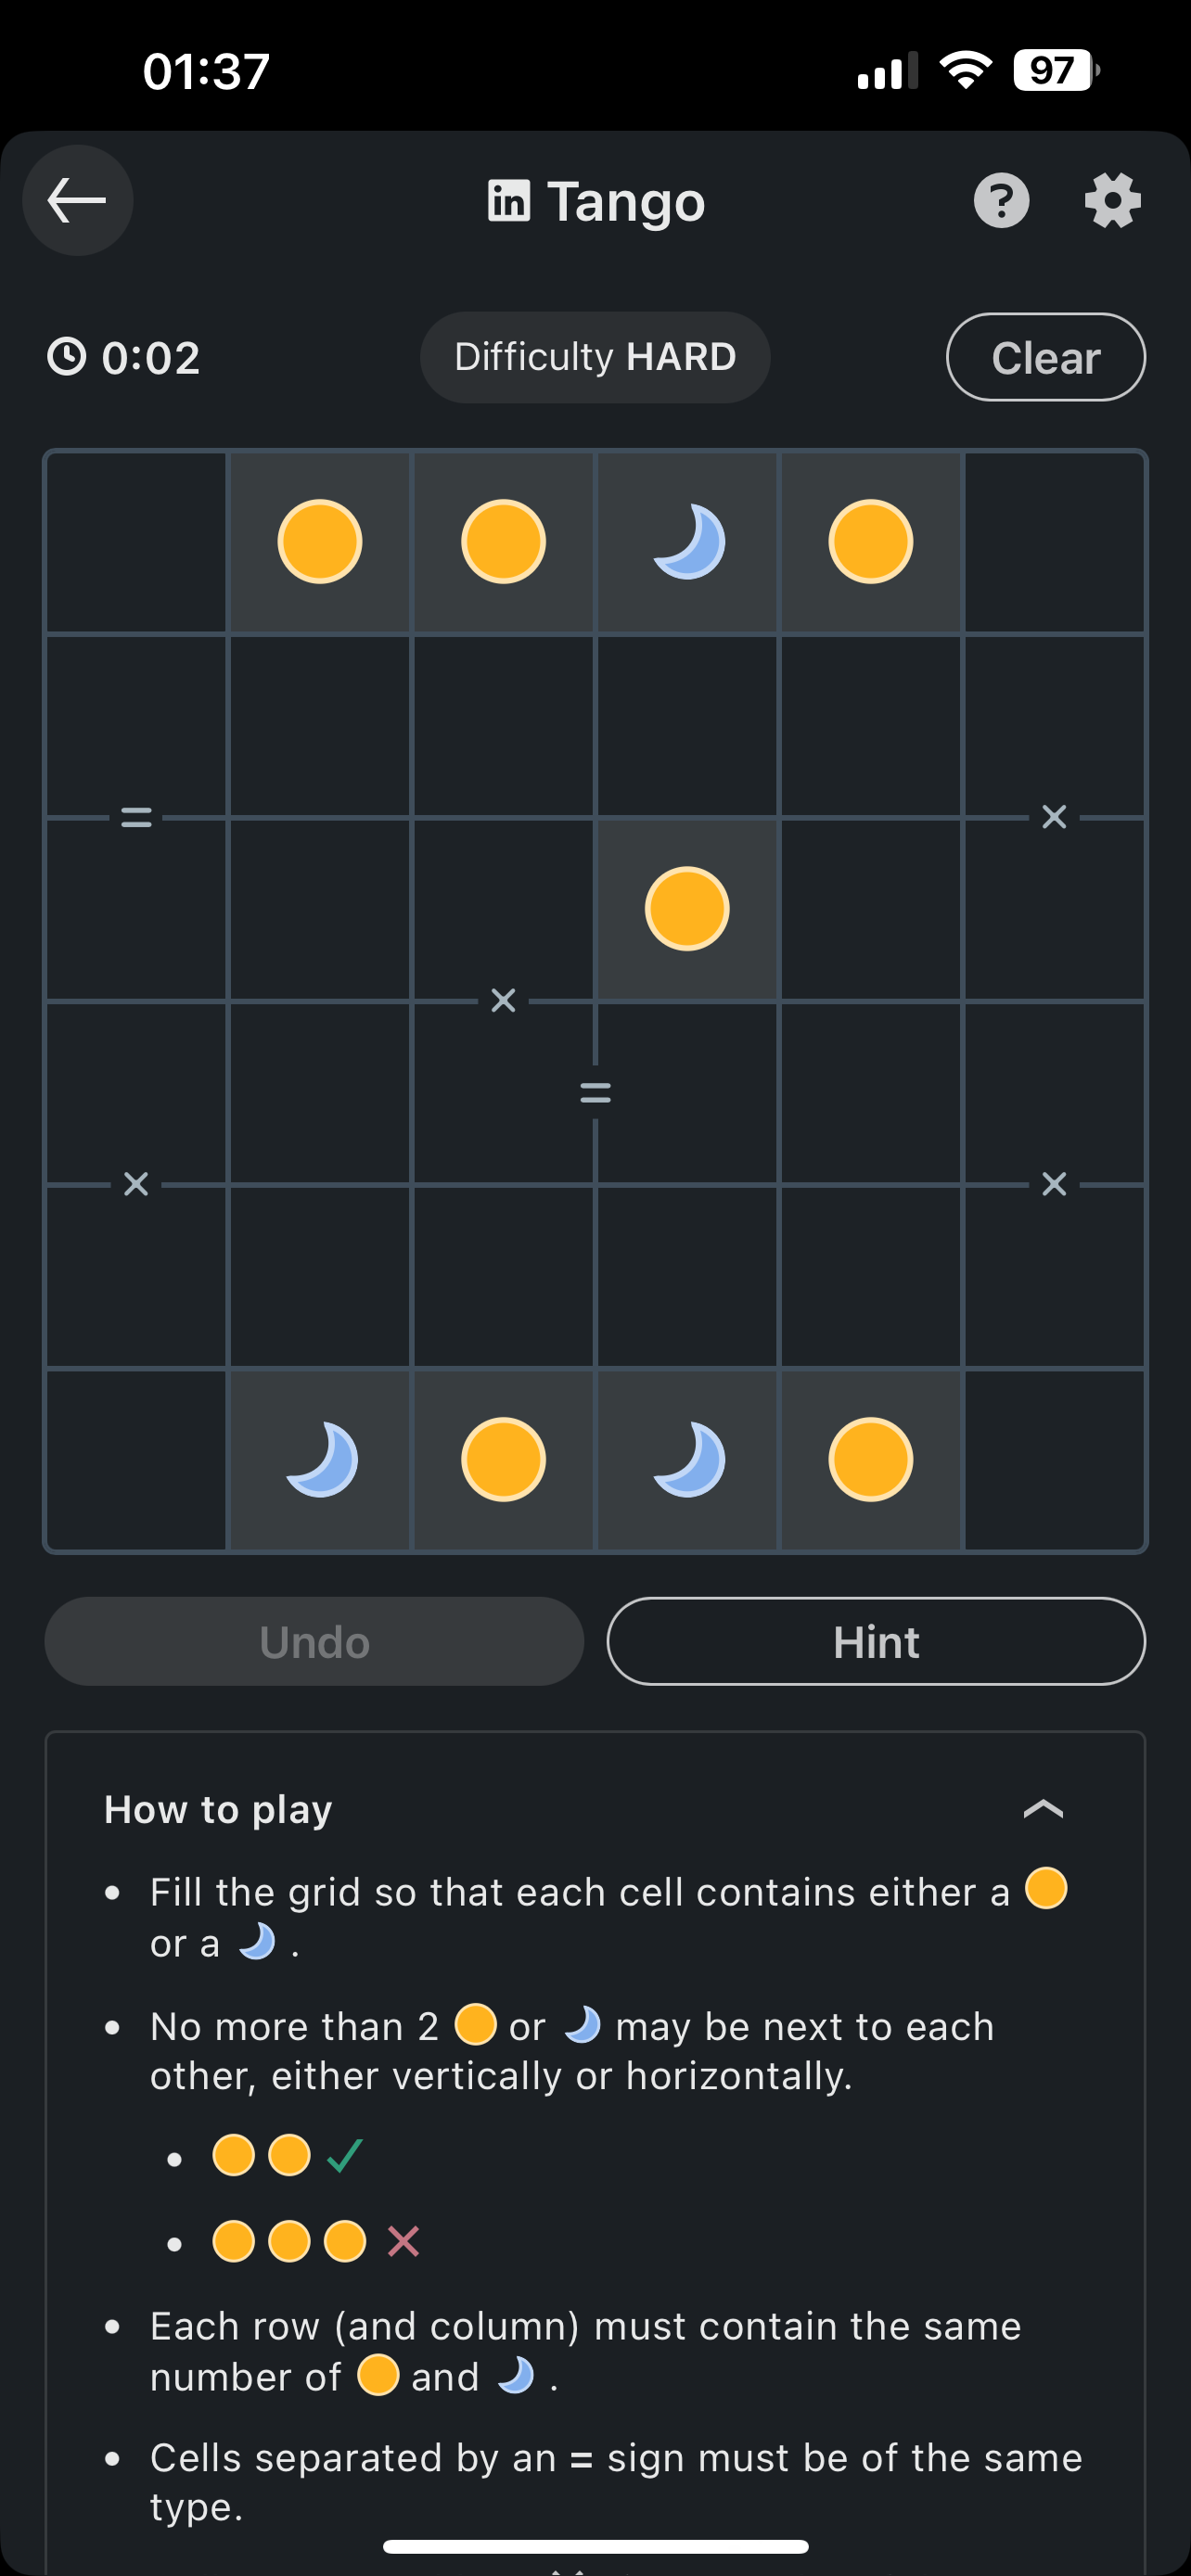 01:37
97
in Tango
?
0:02
Difficulty HARD
Clear
=
×
×
=
×
×
Undo
Hint
How to play
• Fill the grid so that each cell contains either a
or a .
• No more than 2 or may be next to each
other, either vertically or horizontally.
• Each row (and column) must contain the same
number of and .
• Cells separated by an = sign must be of the same
type.